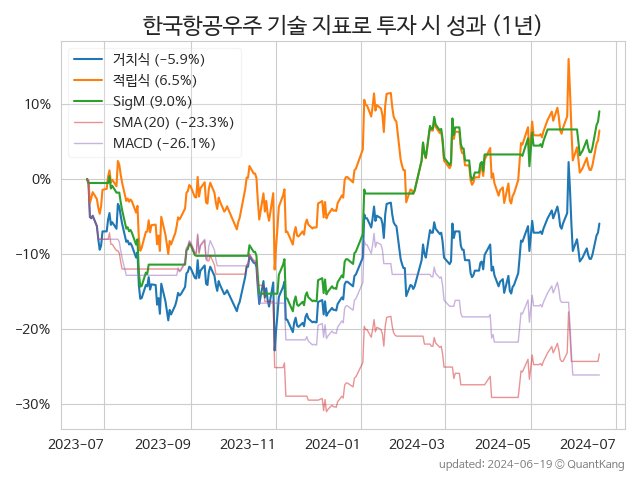 한국항공우주 기술 지표로 투자 시 성과 (1년)
거치식 (−5.9%)
적립식 (6.5%)
SigM (9.0%)
SMA(20) (−23.3%)
MACD (−26.1%)
10%
0%
−10%
−20%
−30%
2023-07 2023-09 2023-11 2024-01 2024-03 2024-05 2024-07
updated: 2024-06-19 © QuantKang